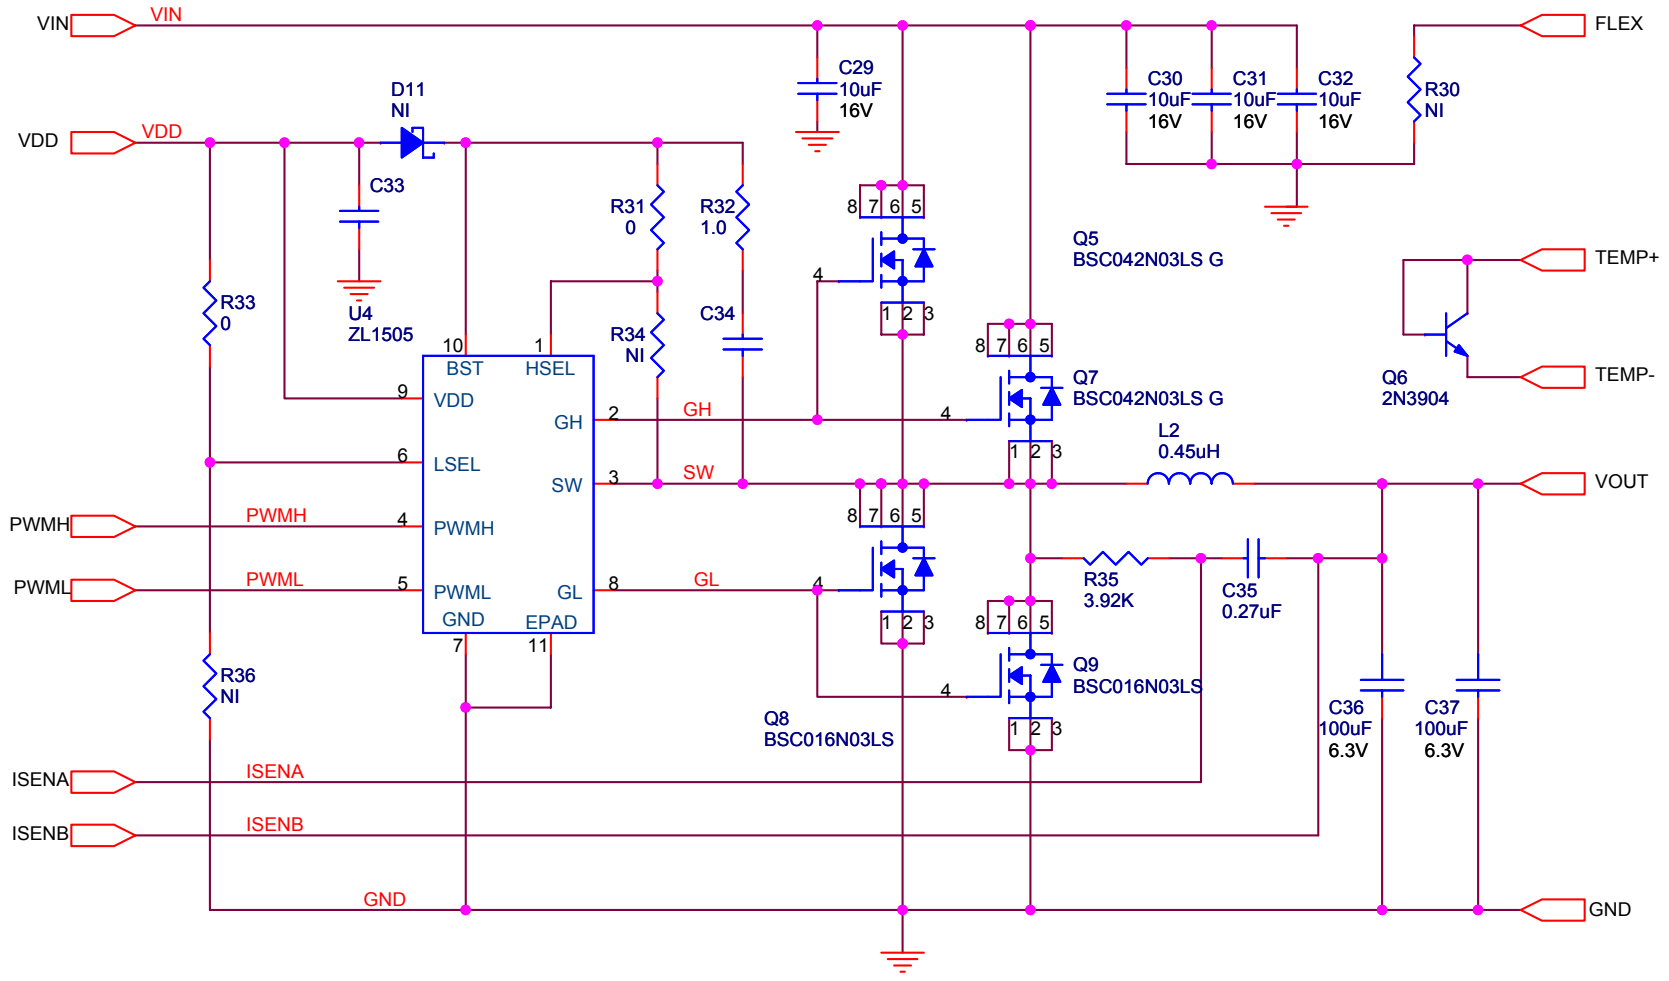 VIN
VIN
FLEX
C29
10uF
16V
C30
10uF
16V
C31
10uF
16V
C32
10uF
16V
R30
NI
D11
NI
VDD
VDD
C33
R31
0
R32
1.0
8 7 6 5
4
1 2 3
Q5
BSC042N03LS G
TEMP+
R33
0
U4
ZL1505
R34
NI
C34
10
1
BST
HSEL
8 7 6 5
4
1 2 3
Q7
BSC042N03LS G
Q6
2N3904
TEMP-
9
VDD
GH
2
GH
L2
0.45uH
6
LSEL
SW
3
SW
VOUT
8 7 6 5
4
1 2 3
PWMH
PWMH
4
PWMH
PWML
PWML
5
PWML
GL
8
GL
R35
3.92K
C35
0.27uF
GND
EPAD
7
11
8 7 6 5
4
1 2 3
Q9
BSC016N03LS
R36
NI
Q8
BSC016N03LS
C36
100uF
6.3V
C37
100uF
6.3V
ISENA
ISENA
ISENB
ISENB
GND
GND